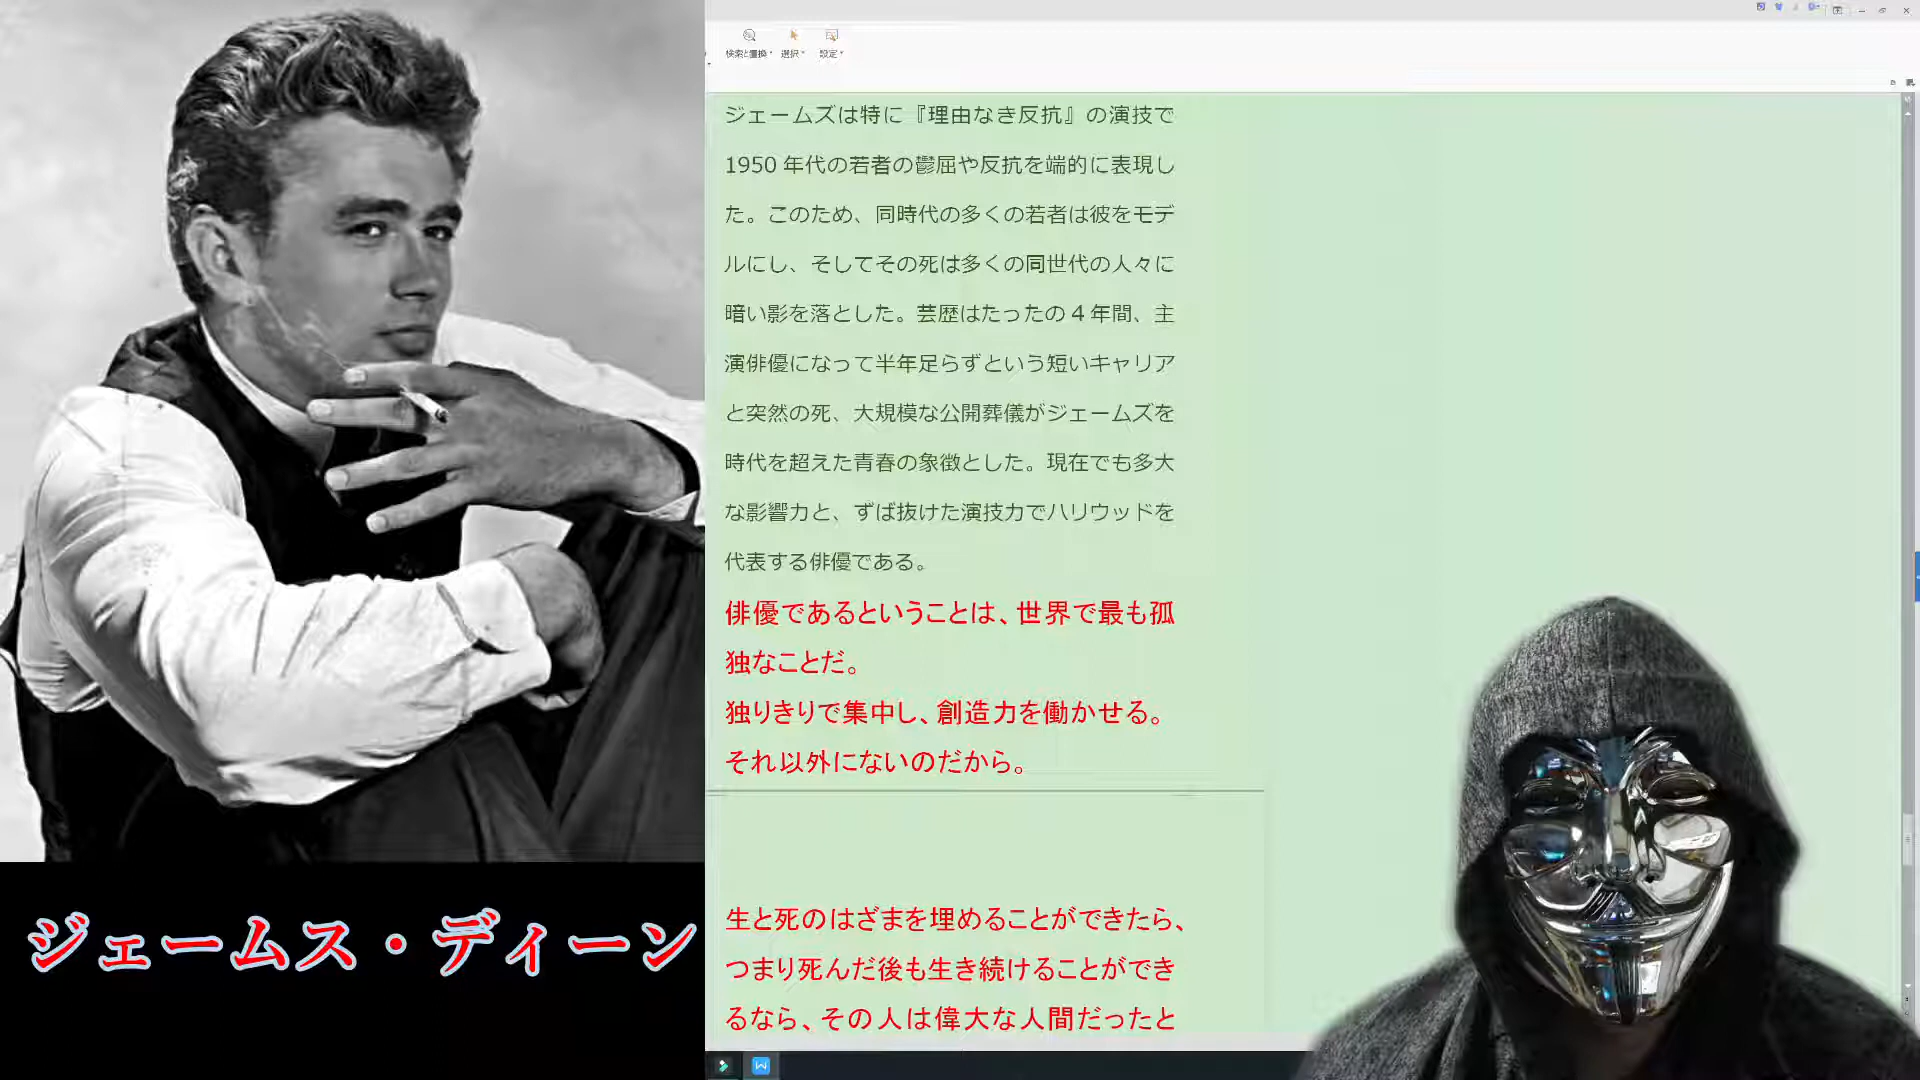 検索と置換
選択
設定
ジェームズは特に『理由なき反抗』の演技で
1950 年代の若者の鬱屈や反抗を端的に表現し
た。このため、同時代の多くの若者は彼をモデ
ルにし、そしてその死は多くの同世代の人々に
暗い影を落とした。芸歴はたったの 4 年間、主
演俳優になって半年足らずという短いキャリア
と突然の死、大規模な公開葬儀がジェームズを
時代を超えた青春の象徴とした。現在でも多大
な影響力と、ずば抜けた演技力でハリウッドを
代表する俳優である。
俳優であるということは、世界で最も孤
独なことだ。
独りきりで集中し、創造力を働かせる。
それ以外にないのだから。
生と死のはざまを埋めることができたら、
つまり死んだ後も生き続けることができ
るなら、その人は偉大な人間だったと
ジェームス・ディーン